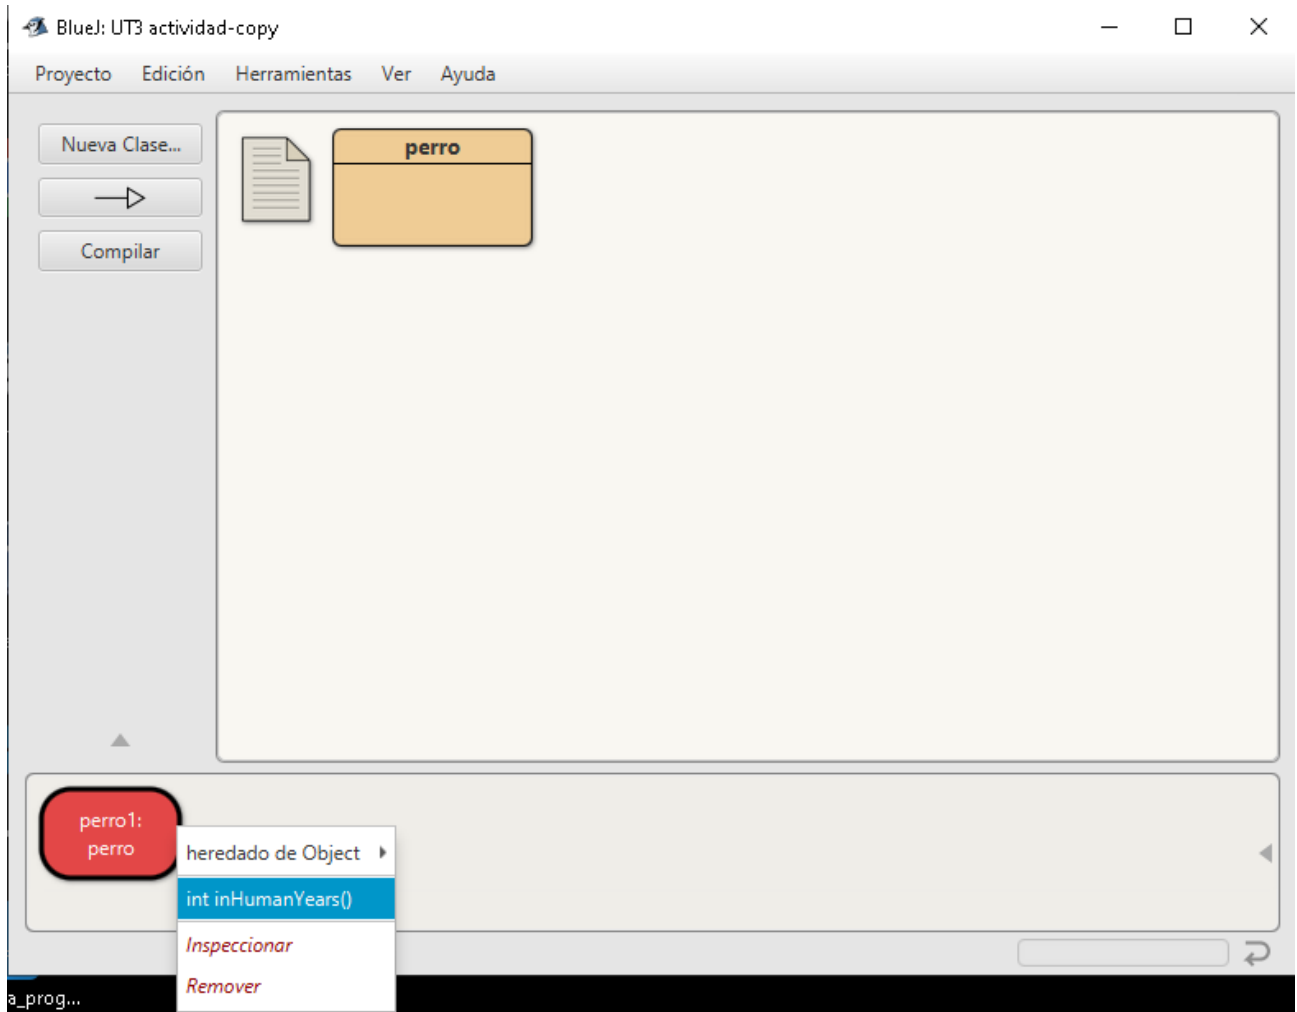 BlueJ: UT3 actividad-copy
Proyecto Edición Herramientas Ver Ayuda
Nueva Clase...
Compilar
perro
perro1:
perro
heredado de Object
int inHumanYears()
Inspeccionar
Remover
a_prog...